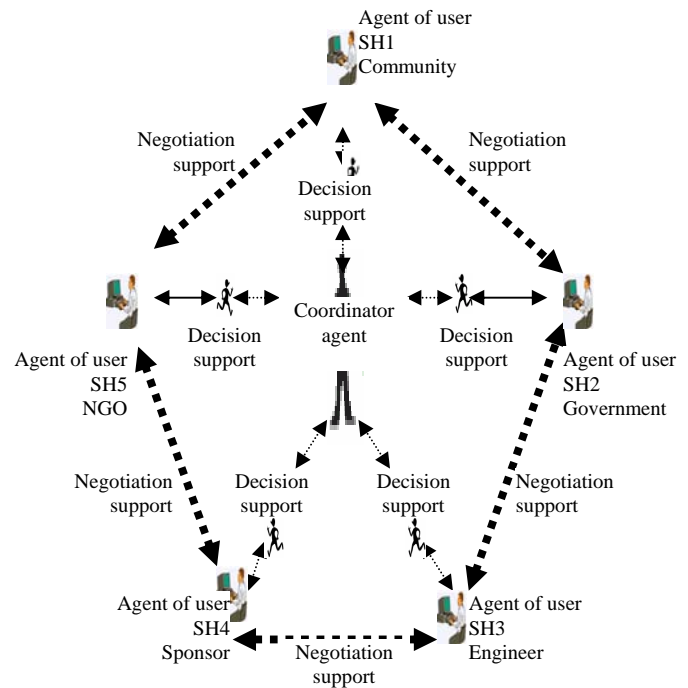 Agent of user
SH1
Community
Negotiation
support
Negotiation
support
Decision
support
Coordinator
agent
Decision
support
Decision
support
Agent of user
SH5
NGO
Agent of user
SH2
Government
Negotiation
support
Decision
support
Decision
support
Negotiation
support
Agent of user
SH4
Sponsor
Agent of user
SH3
Engineer
Negotiation
support